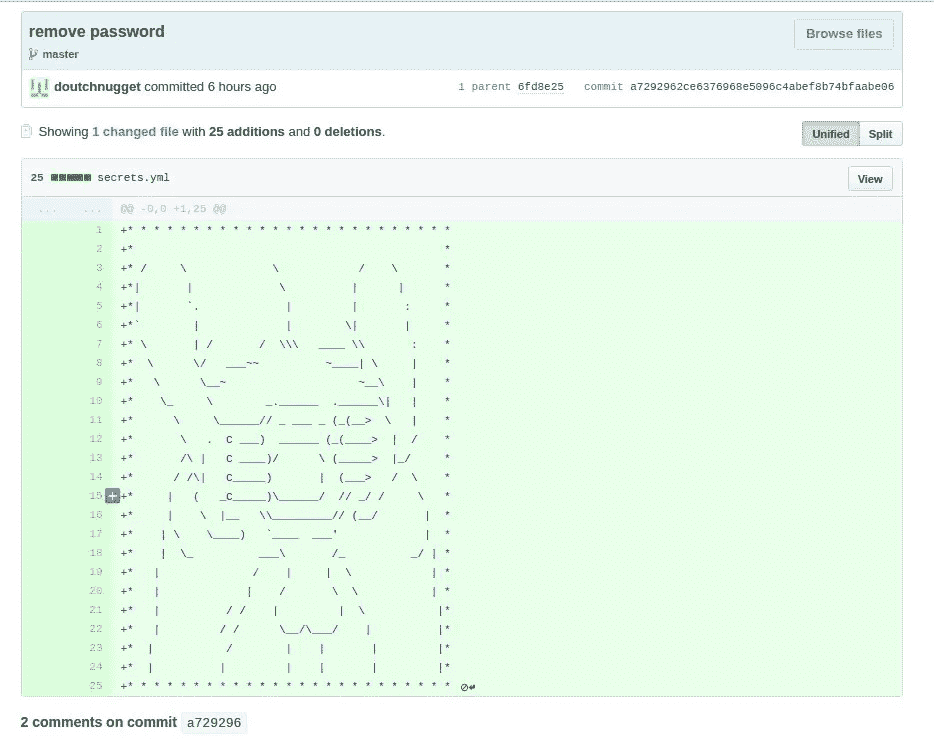 remove password
Browse files
master
doutchnugget committed 6 hours ago
1 parent 6fd8e25 commit a7292962ce6376968e5096c4abef8b74bfaabe06
Showing 1 changed file with 25 additions and 0 deletions.
Unified Split
25 secrets.yml
View
... ... @@ -0,0 +1,25 @@
1 +* * * * * * * * * * * * * * * * * * * * * * * * *
2 +*                                               *
3 +* /     \             \             /    \       *
4 +*|       |             \          |      |      *
5 +*|       `.             |         |       :     *
6 +*`        |             |        \|       |     *
7 +* \       | /       /  \\\   ____ \\       :     *
8 +*  \      \/   ___~~          ~____| \     |    *
9 +*   \      \__~                    ~__\    |    *
10 +*    \_     \        _.______  .______\|   |    *
11 +*      \     \______// _ ___ _ (_(__>  \   |    *
12 +*       \   .  C ___)  ______ (_(____>  |  /    *
13 +*       /\ |   C ____)/      \ (_____>  |_/     *
14 +*      / /\|   C_____)       |  (___>   /  \    *
15 +*     |   (   _C_____)\______/  // _/ /     \   *
16 +*     |    \  |__   \\_________// (__/       |  *
17 +*    | \    \____)   `____  ___'             |  *
18 +*    |  \_          ___\       /_          _/ | *
19 +*   |              /    |     |  \            | *
20 +*   |             |    /       \  \           | *
21 +*   |          / /    |         |  \           |*
22 +*   |         / /      \__/\___/    |          |*
23 +*  |           /        |    |       |         |*
24 +*  |          |         |    |       |         |*
25 +* * * * * * * * * * * * * * * * * * * * * * * * *
2 comments on commit a729296